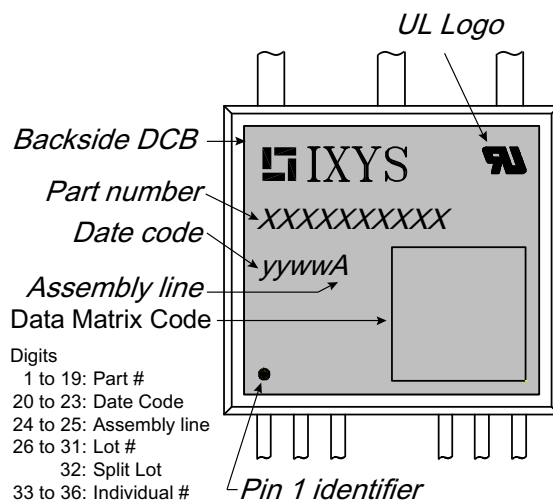 UL Logo
Backside DCB
IXYS
Part number
XXXXXXXXXX
Date code
yywwA
Assembly line
Data Matrix Code
Digits
1 to 19: Part #
20 to 23: Date Code
24 to 25: Assembly line
26 to 31: Lot #
32: Split Lot
33 to 36: Individual #
Pin 1 identifier